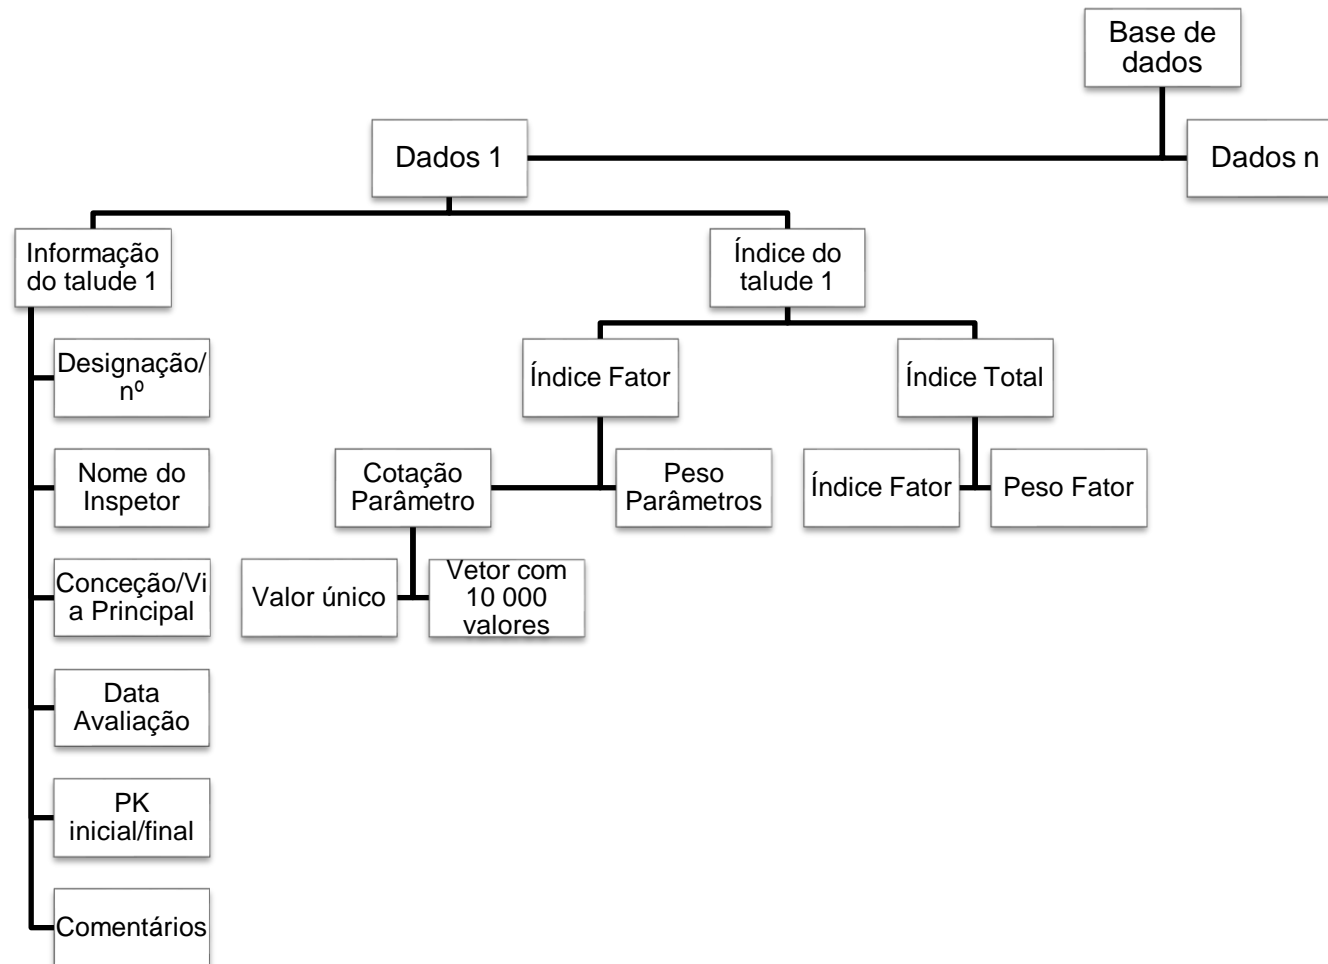 Base de
dados
Dados 1
Dados n
Informação
do talude 1
Índice do
talude 1
Designação/
nº
Índice Fator
Índice Total
Nome do
Inspetor
Cotação
Parâmetro
Peso
Parâmetros
Índice Fator
Peso Fator
Conceção/Vi
a Principal
Valor único
Vetor com
10 000
valores
Data
Avaliação
PK
inicial/final
Comentários